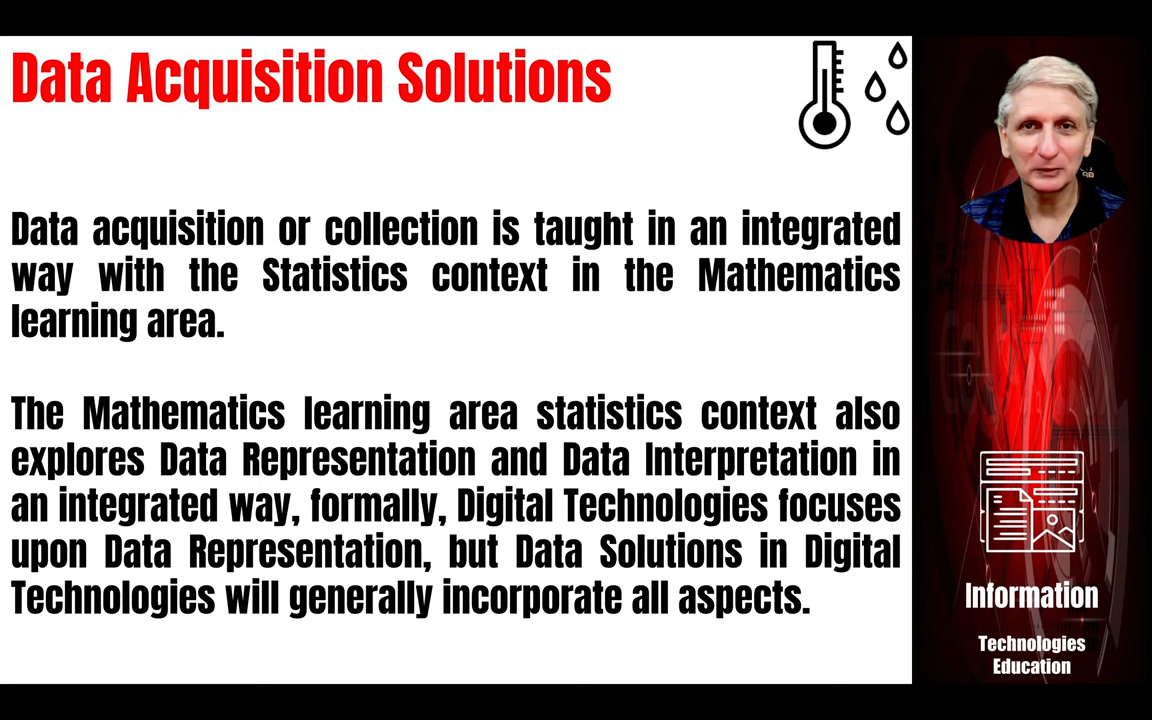 Data Acquisition Solutions
Data acquisition or collection is taught in an integrated
way with the Statistics context in the Mathematics
learning area.
The Mathematics learning area statistics context also
explores Data Representation and Data Interpretation in
an integrated way, formally, Digital Technologies focuses
upon Data Representation, but Data Solutions in Digital
Technologies will generally incorporate all aspects.
Information
Technologies
Education